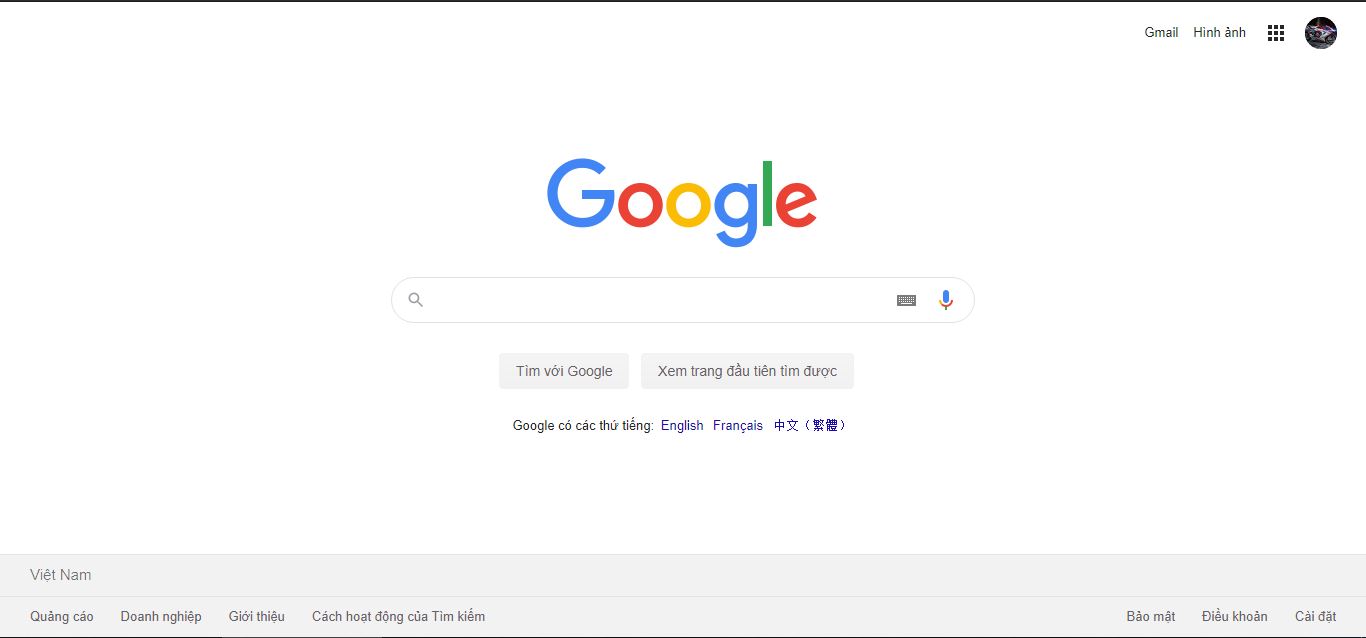 Gmail Hình ảnh
Google
Tìm với Google Xem trang đầu tiên tìm được
Google có các thứ tiếng: English Français 中文（繁體）
Việt Nam
Quảng cáo Doanh nghiệp Giới thiệu Cách hoạt động của Tìm kiếm Bảo mật Điều khoản Cài đặt